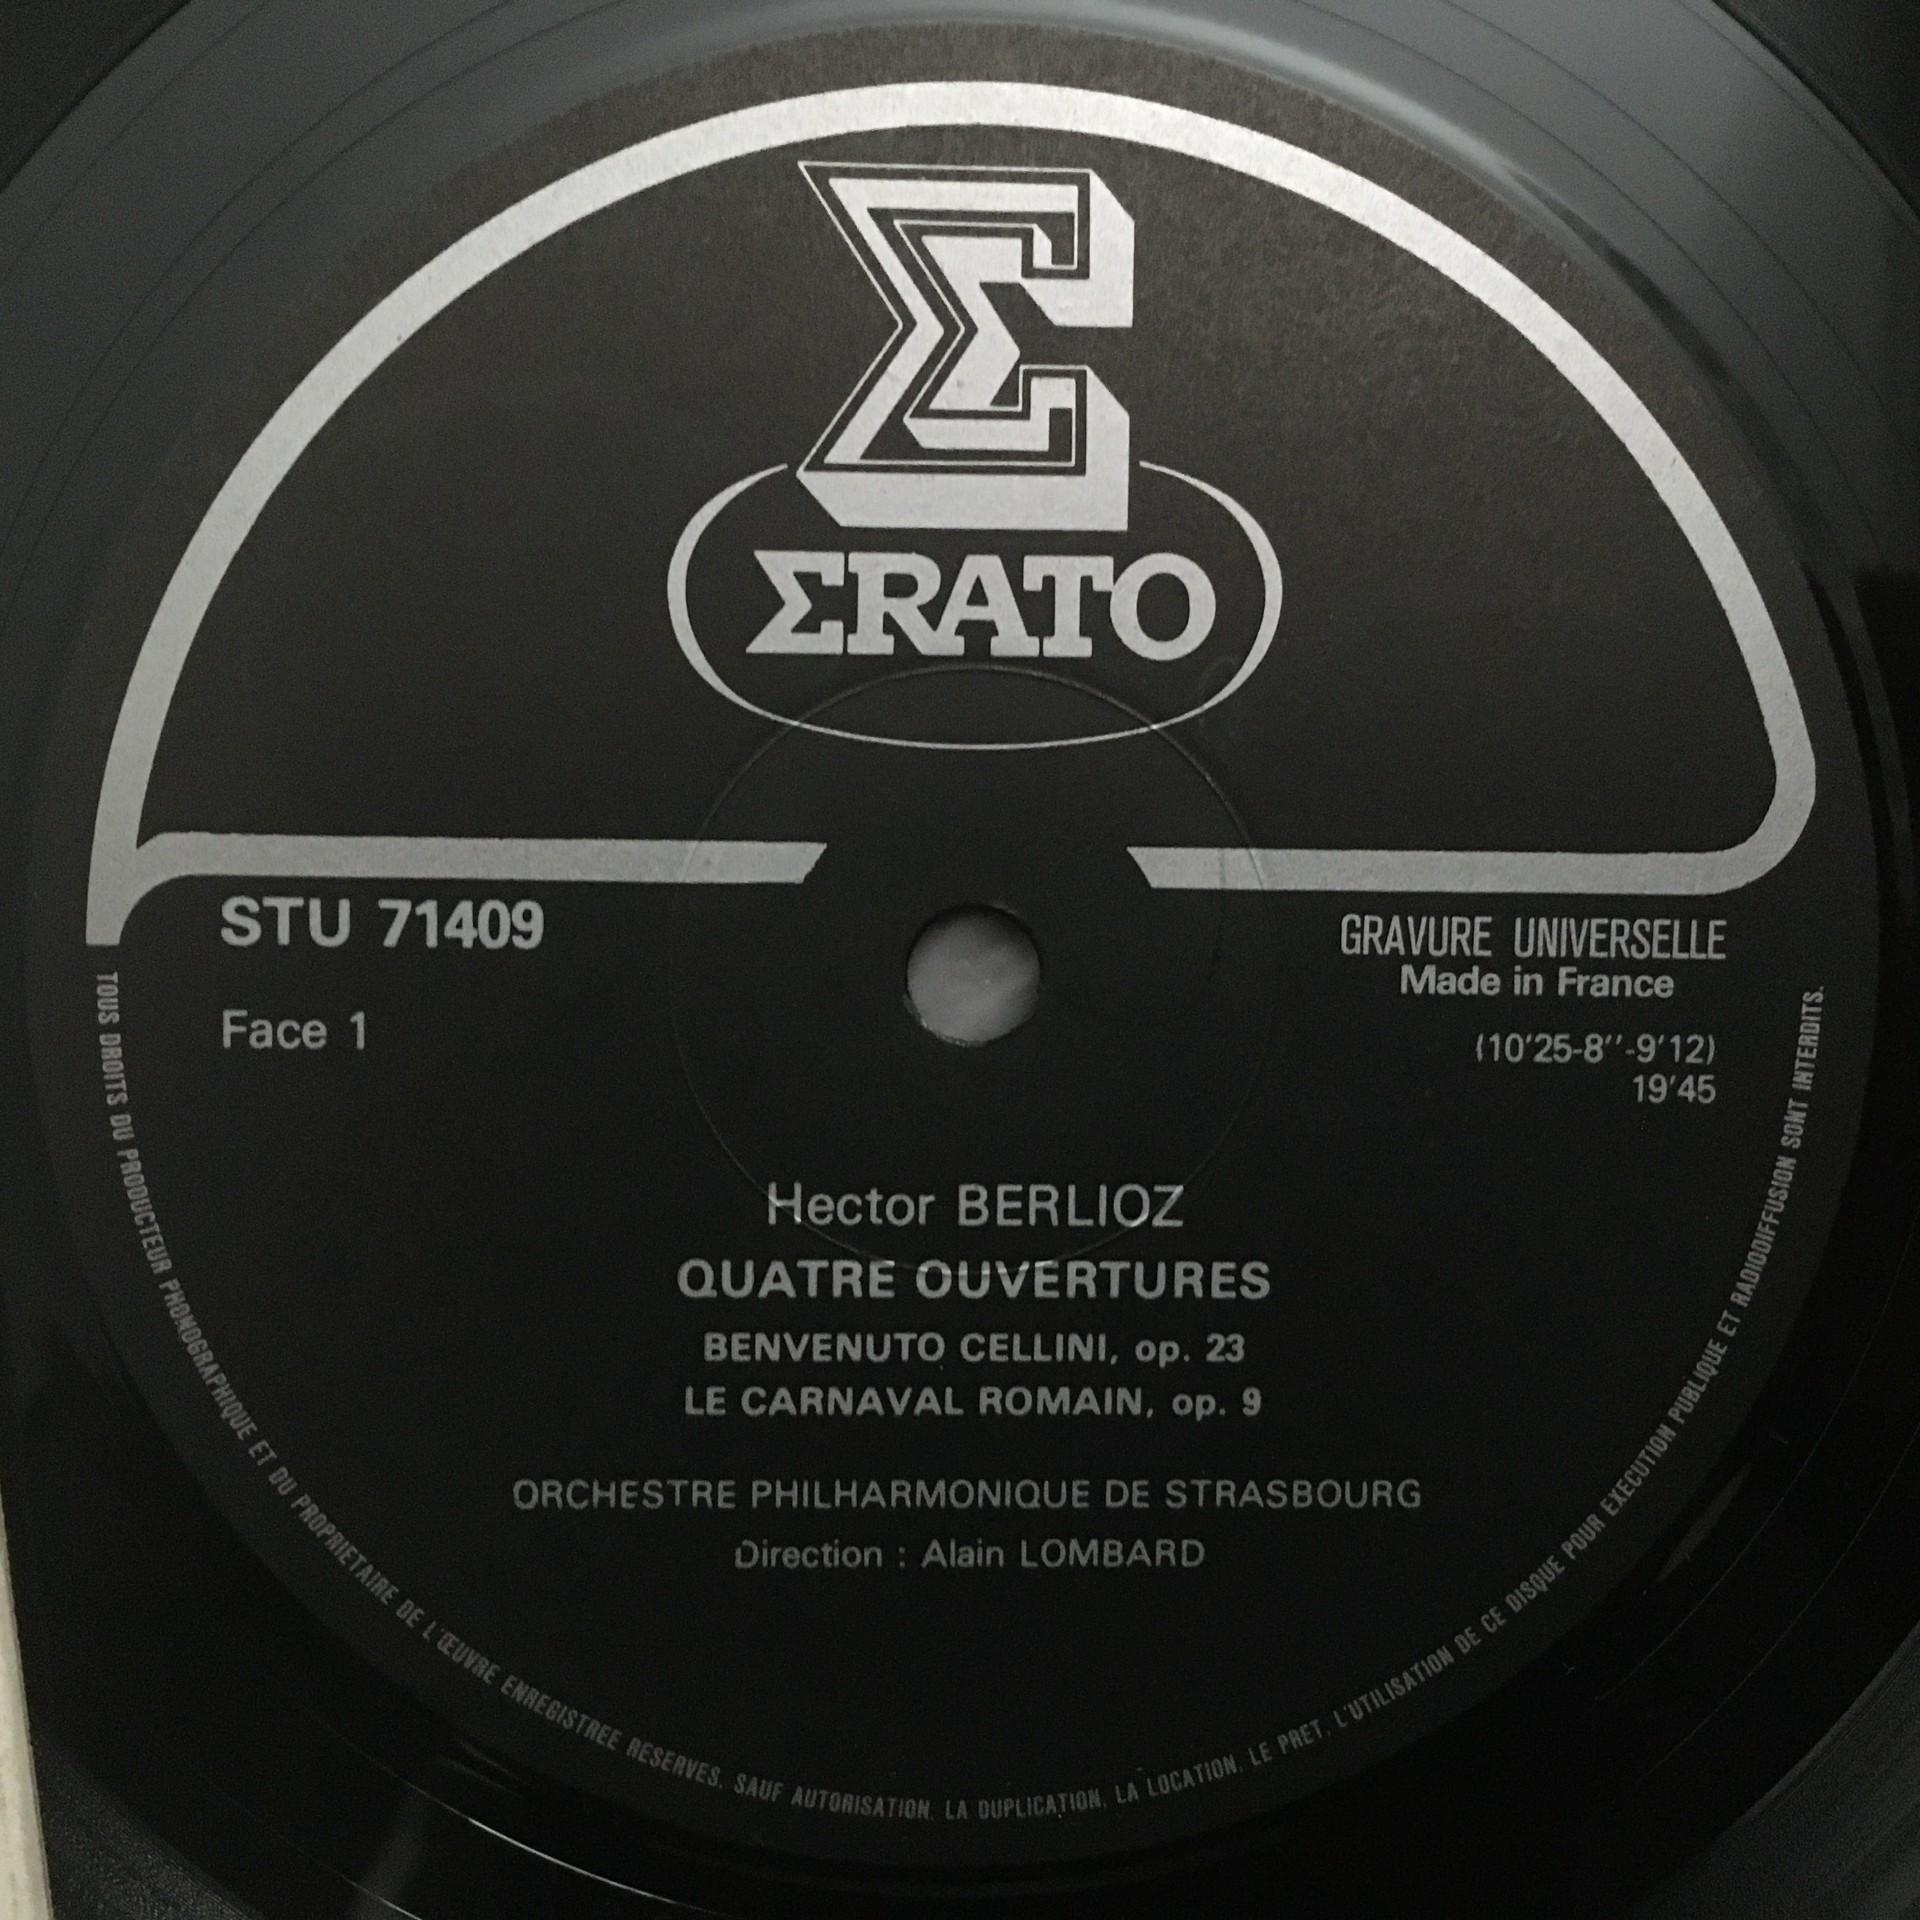 Σ
ΣRATO
STU 71409
GRAVURE UNIVERSELLE
Made in France
Face 1
(10'25-8''-9'12)
19'45
Hector BERLIOZ
QUATRE OUVERTURES
BENVENUTO CELLINI, op. 23
LE CARNAVAL ROMAIN, op. 9
ORCHESTRE PHILHARMONIQUE DE STRASBOURG
Direction : Alain LOMBARD
TOUS DROITS DU PRODUCTEUR PHONOGRAPHIQUE ET DU PROPRIETAIRE DE L'ŒUVRE ENREGISTREE RESERVES. SAUF AUTORISATION, LA DUPLICATION, LA LOCATION, LE PRET, L'UTILISATION DE CE DISQUE POUR EXECUTION PUBLIQUE ET RADIODIFFUSION SONT INTERDITS.